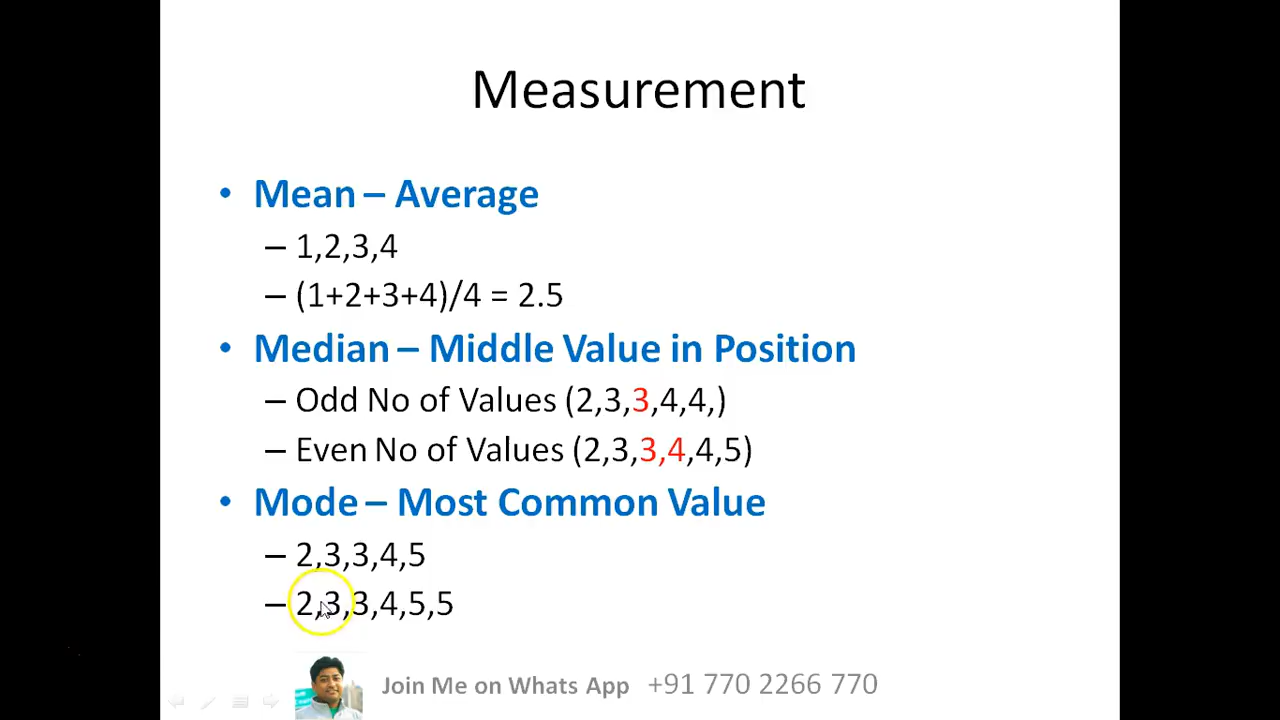 Measurement
• Mean – Average
– 1,2,3,4
– (1+2+3+4)/4 = 2.5
• Median – Middle Value in Position
– Odd No of Values (2,3,3,4,4,)
– Even No of Values (2,3,3,4,4,5)
• Mode – Most Common Value
– 2,3,3,4,5
– 2,3,3,4,5,5
Join Me on Whats App +91 770 2266 770